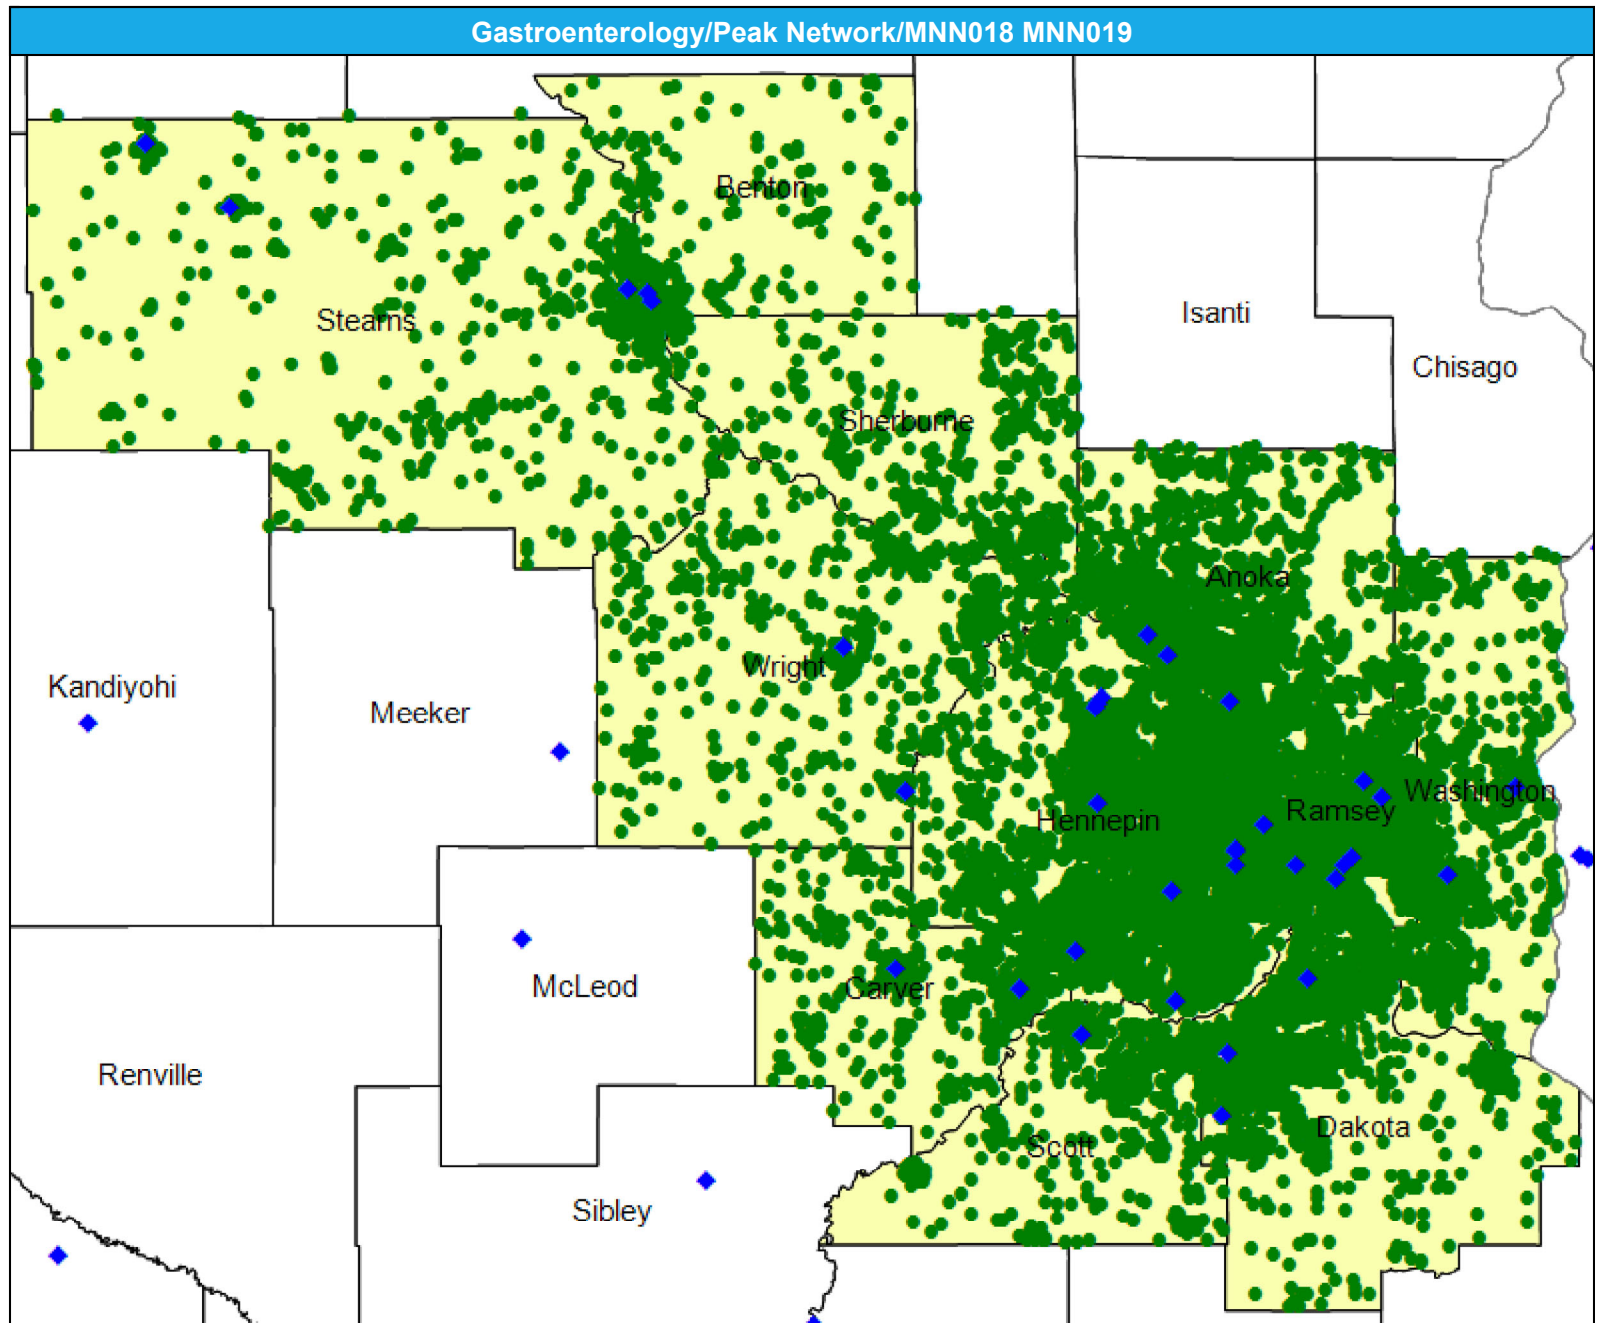 Gastroenterology/Peak Network/MNN018 MNN019
Benton
Stearns
Isanti
Chisago
Sherburne
Anoka
Wright
Kandiyohi
Meeker
Washington
Ramsey
Hennepin
McLeod
Carver
Renville
Dakota
Scott
Sibley